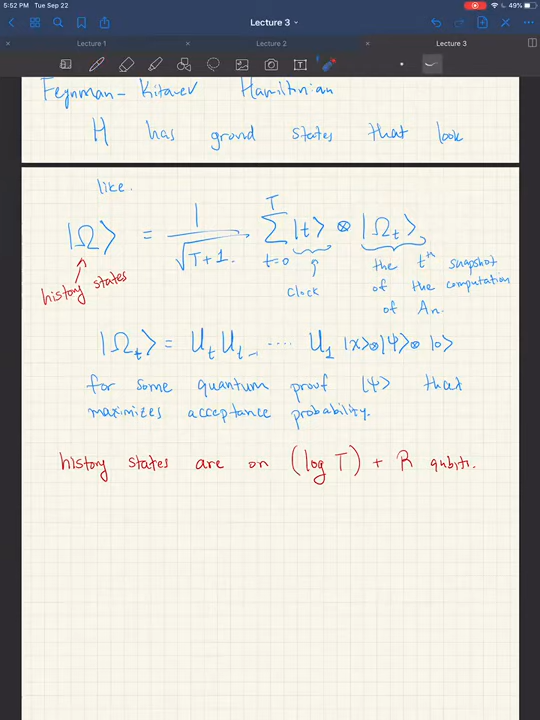 5:52 PM Tue Sep 22
49%
Lecture 3
Lecture 1
Lecture 2
Lecture 3
Feynman-Kitaev Hamiltonian
H has ground states that look
like.
|Ω⟩ = 1/√(T+1) . ∑_{t=0}^{T} |t⟩ ⊗ |Ω_t⟩
history states
clock
the t^th snapshot
of the computation
of An.
|Ω_t⟩ = U_t U_{t-1} .... U_1 |x⟩⊗|ψ⟩⊗|0⟩
for some quantum proof |ψ⟩ that
maximizes acceptance probability.
history states are on (log T) + R qubits.